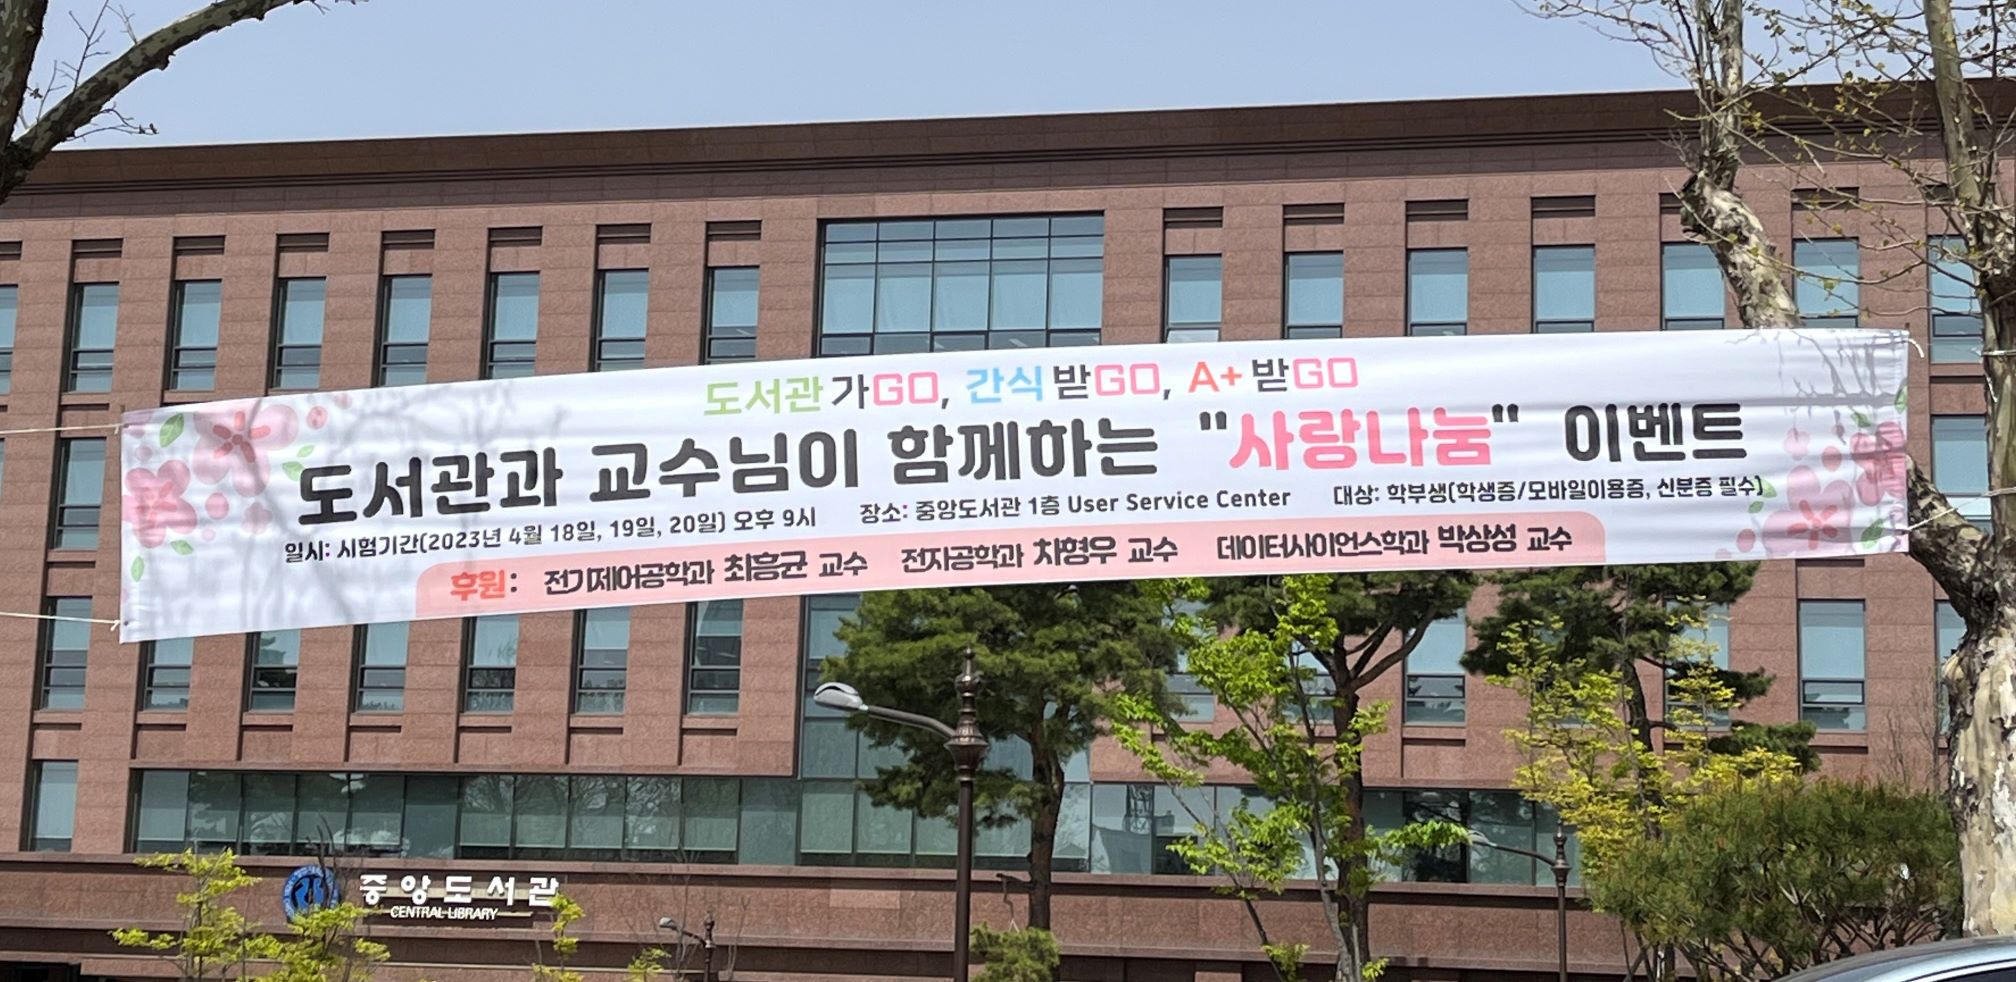 도서관 가GO, 간식 받GO, A+ 받GO
도서관과 교수님이 함께하는 "사랑나눔" 이벤트
일시: 시험기간(2023년 4월 18일, 19일, 20일) 오후 9시 장소: 중앙도서관 1층 User Service Center 대상: 학부생(학생증/모바일이용증, 신분증 필수)
후원: 전기제어공학과 최흥균 교수 전자공학과 차형우 교수 데이터사이언스학과 박상성 교수
중앙도서관
CENTRAL LIBRARY